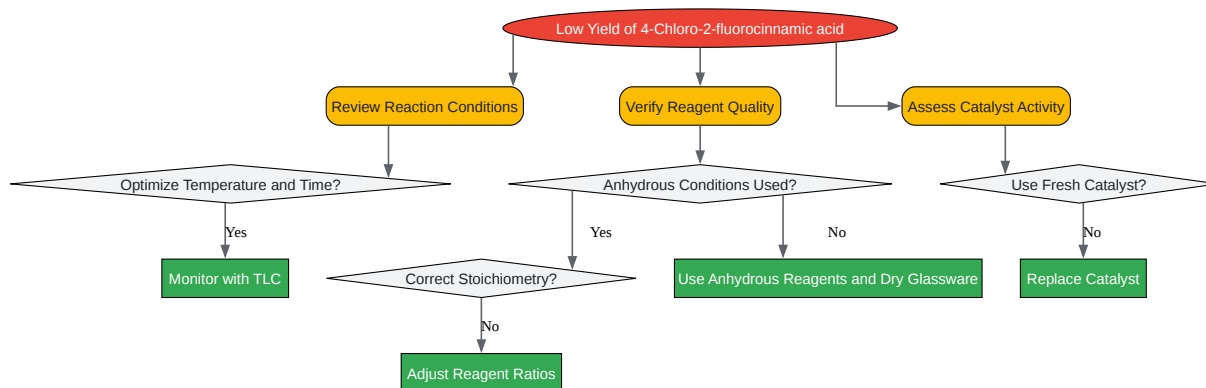 Low Yield of 4-Chloro-2-fluorocinnamic acid
Review Reaction Conditions
Verify Reagent Quality
Assess Catalyst Activity
Optimize Temperature and Time?
Anhydrous Conditions Used?
Use Fresh Catalyst?
Yes
Yes
No
No
Monitor with TLC
Correct Stoichiometry?
Use Anhydrous Reagents and Dry Glassware
Replace Catalyst
No
Adjust Reagent Ratios